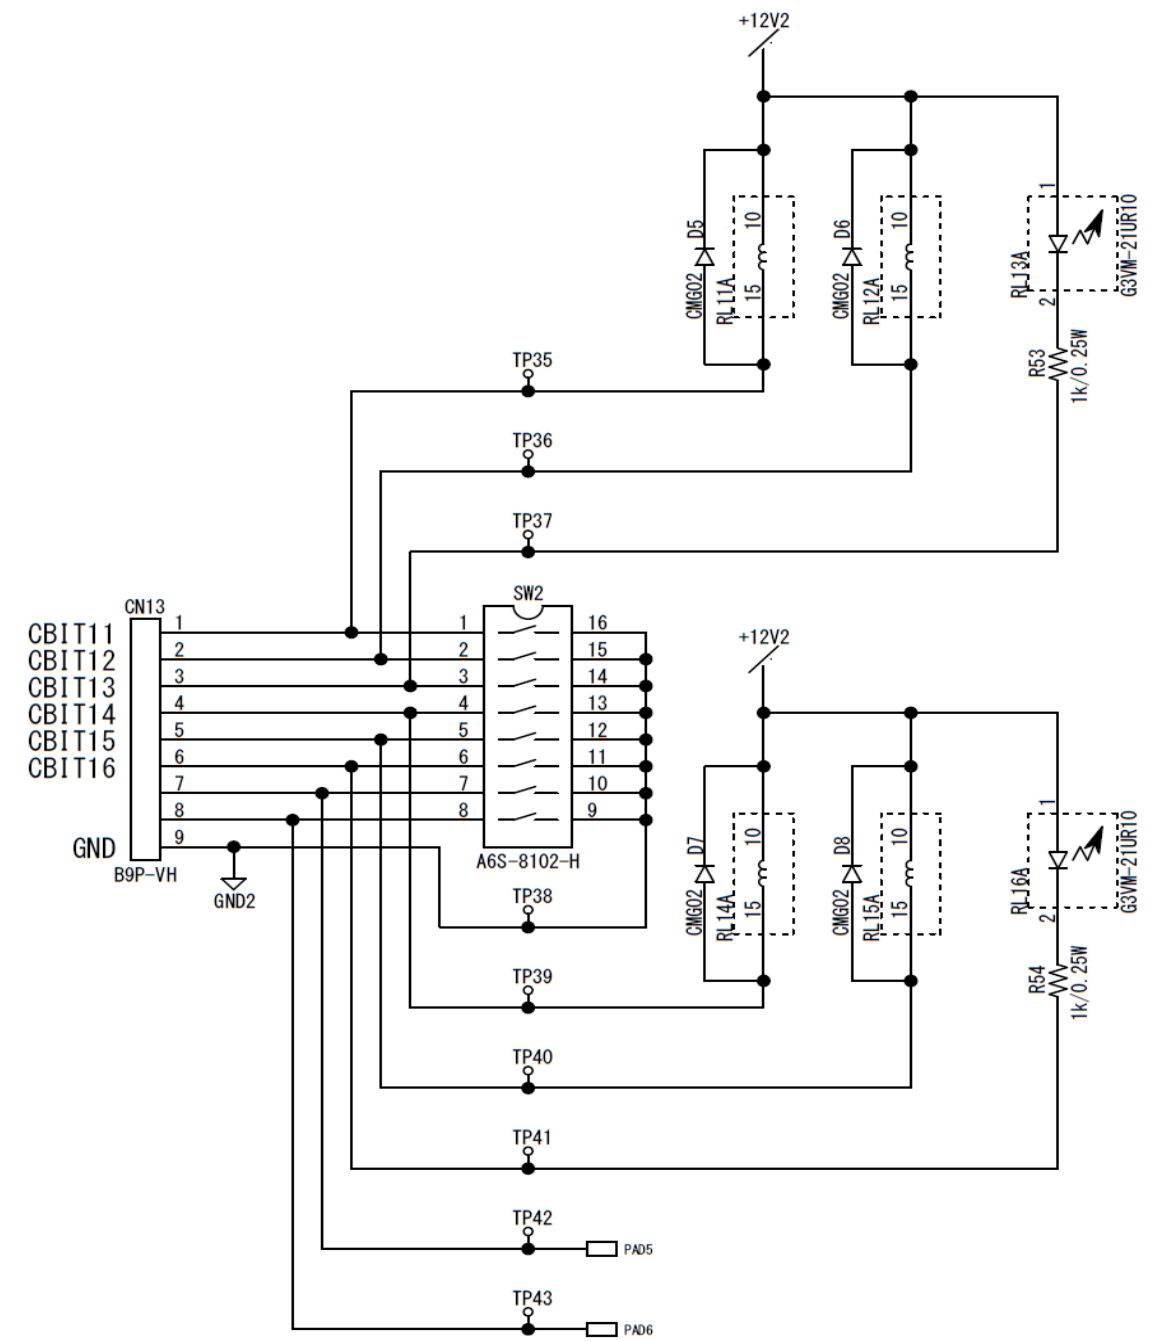 +12V2
D5
CMG02
10
15
RL11A
D6
CMG02
10
15
RL12A
1
2
RL13A
G3VM-21UR10
R53
1k/0.25W
TP35
TP36
TP37
CN13
SW2
CBIT11 1 1 16
CBIT12 2 2 15
CBIT13 3 3 14
CBIT14 4 4 13
CBIT15 5 5 12
CBIT16 6 6 11
7 7 10
8 8 9
GND 9
B9P-VH
GND2
A6S-8102-H
+12V2
D7
CMG02
10
15
RL14A
D8
CMG02
10
15
RL15A
1
2
RL16A
G3VM-21UR10
R54
1k/0.25W
TP38
TP39
TP40
TP41
TP42
PAD5
TP43
PAD6